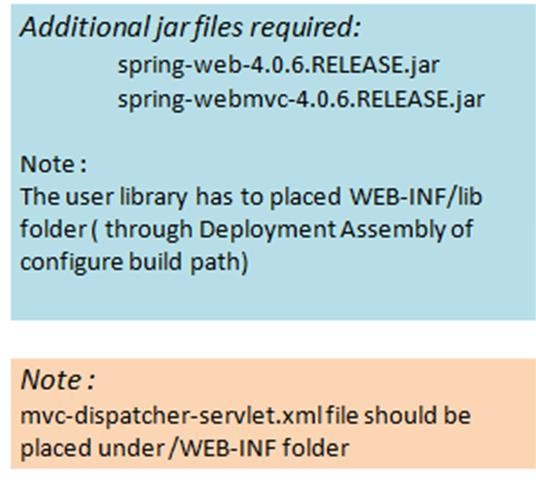 Additional jar files required:
spring-web-4.0.6.RELEASE.jar
spring-webmvc-4.0.6.RELEASE.jar
Note :
The user library has to placed WEB-INF/lib
folder ( through Deployment Assembly of
configure build path)
Note :
mvc-dispatcher-servlet.xml file should be
placed under /WEB-INF folder